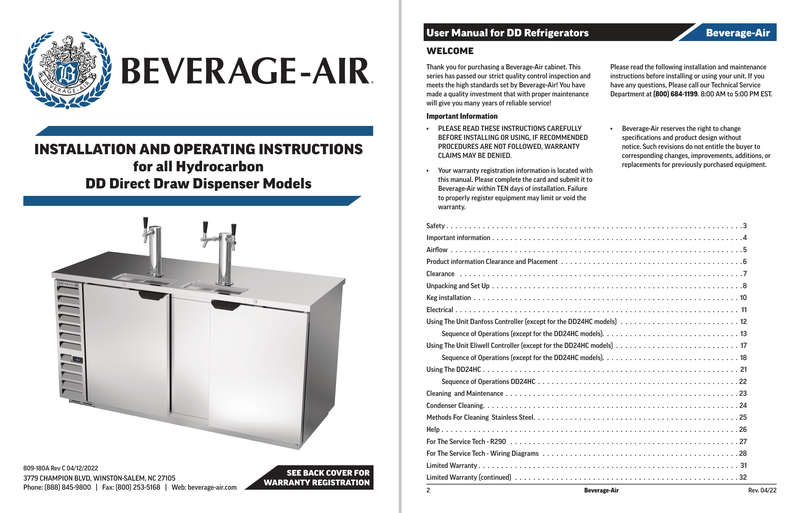 BEVERAGE-AIR
BEVERAGE-AIR
INSTALLATION AND OPERATING INSTRUCTIONS
for all Hydrocarbon
DD Direct Draw Dispenser Models
809-180A Rev C 04/12/2022
3779 CHAMPION BLVD, WINSTON-SALEM, NC 27105
Phone: (888) 845-9800 | Fax: (800) 253-5168 | Web: beverage-air.com
SEE BACK COVER FOR
WARRANTY REGISTRATION
User Manual for DD Refrigerators
Beverage-Air
WELCOME
Thank you for purchasing a Beverage-Air cabinet. This
series has passed our strict quality control inspection and
meets the high standards set by Beverage-Air! You have
made a quality investment that with proper maintenance
will give you many years of reliable service!
Important Information
• PLEASE READ THESE INSTRUCTIONS CAREFULLY
BEFORE INSTALLING OR USING, IF RECOMMENDED
PROCEDURES ARE NOT FOLLOWED, WARRANTY
CLAIMS MAY BE DENIED.
• Your warranty registration information is located with
this manual. Please complete the card and submit it to
Beverage-Air within TEN days of installation. Failure
to properly register equipment may limit or void the
warranty.
Please read the following installation and maintenance
instructions before installing or using your unit. If you
have any questions, Please call our Technical Service
Department at (800) 684-1199. 8:00 AM to 5:00 PM EST.
• Beverage-Air reserves the right to change
specifications and product design without
notice. Such revisions do not entitle the buyer to
corresponding changes, improvements, additions, or
replacements for previously purchased equipment.
Safety . . . 3
Important information . . . 4
Airflow . . . 5
Product information Clearance and Placement . . . 6
Clearance . . . 7
Unpacking and Set Up . . . 8
Keg installation . . . 10
Electrical . . . 11
Using The Unit Danfoss Controller (except for the DD24HC models) . . . 12
Sequence of Operations (except for the DD24HC models). . . . 13
Using The Unit Eliwell Controller (except for the DD24HC models) . . . 17
Sequence of Operations (except for the DD24HC models). . . . 18
Using The DD24HC . . . 21
Sequence of Operations DD24HC . . . 22
Cleaning and Maintenance . . . 23
Condenser Cleaning. . . . 24
Methods For Cleaning Stainless Steel. . . . 25
Help . . . 26
For The Service Tech - R290 . . . 27
For The Service Tech - Wiring Diagrams . . . 28
Limited Warranty . . . 31
Limited Warranty (continued) . . . 32
2
Beverage-Air
Rev. 04/22